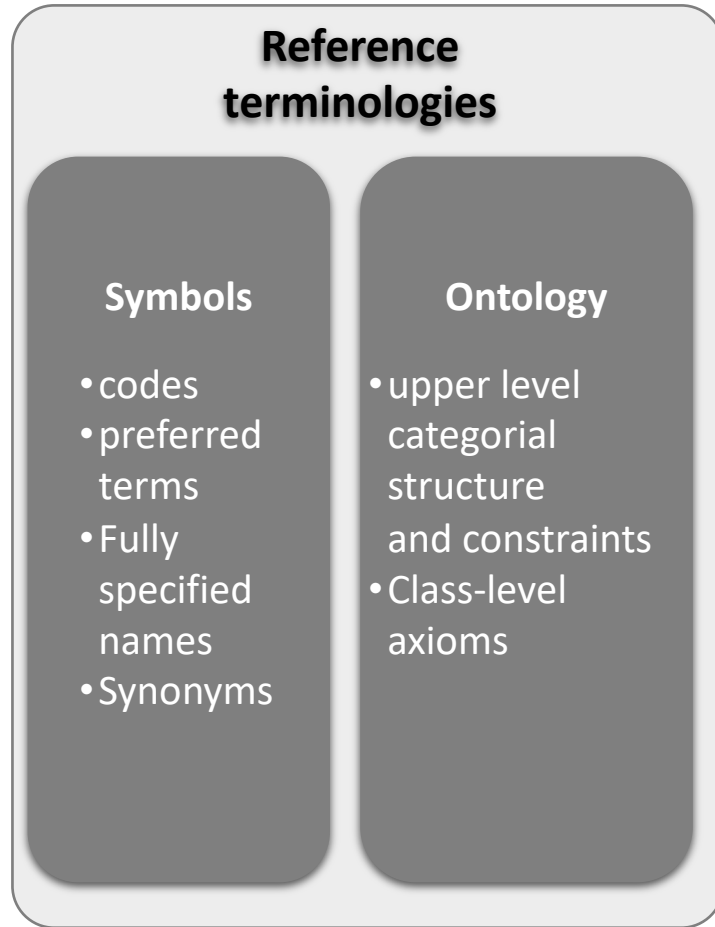 Reference
terminologies
Symbols
• codes
• preferred
terms
• Fully
specified
names
• Synonyms
Ontology
• upper level
categorial
structure
and constraints
• Class-level
axioms